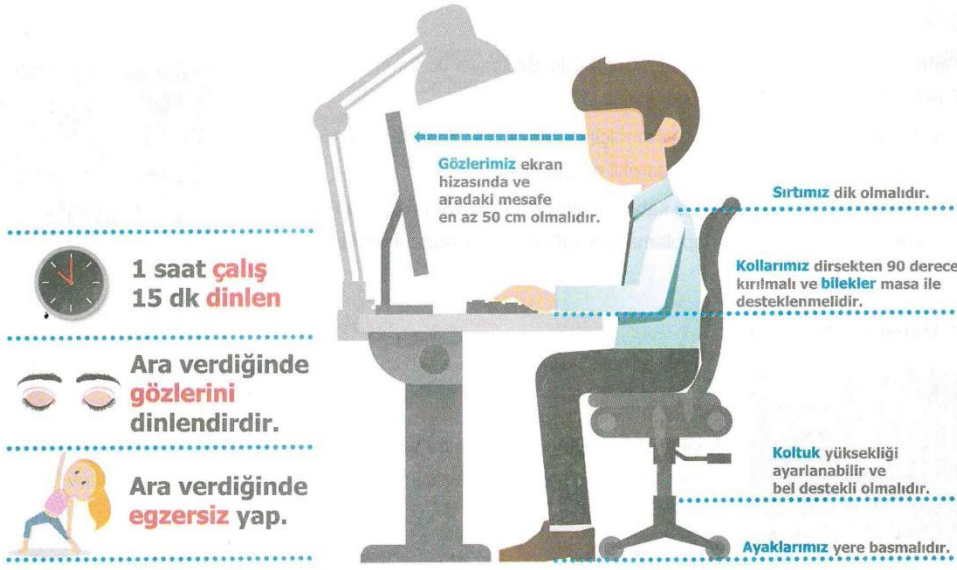 Gözlerimiz ekran
hizasında ve
aradaki mesafe
en az 50 cm olmalıdır.
Sırtımız dik olmalıdır.
Kollarımız dirsekten 90 derece
kırılmalı ve bilekler masa ile
desteklenmelidir.
Koltuk yüksekliği
ayarlanabilir ve
bel destekli olmalıdır.
Ayaklarımız yere basmalıdır.
1 saat çalış
15 dk dinlen
Ara verdiğinde
gözlerini
dinlendirdir.
Ara verdiğinde
egzersiz yap.